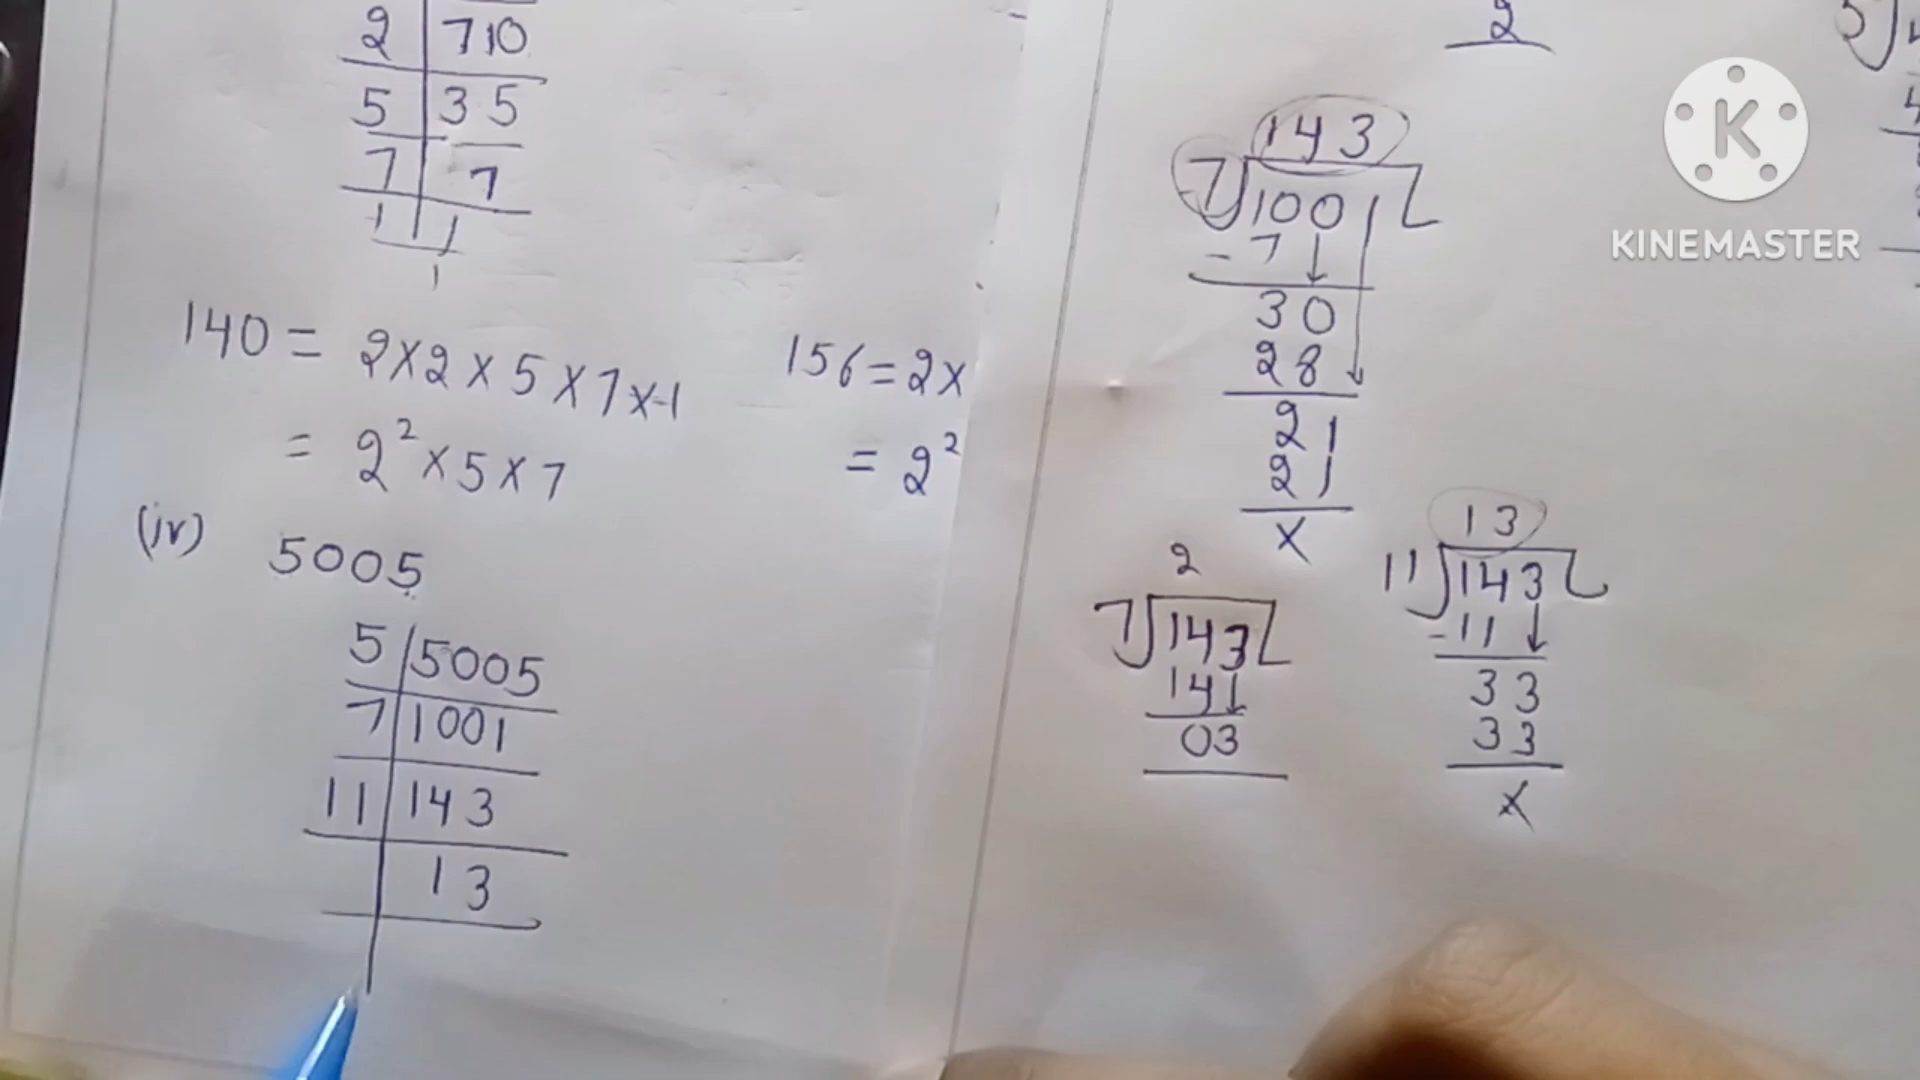 2 | 710
5 | 35
7 | 7
1 | 1
1
140 = 2×2×5×7×1
= 2² × 5 × 7
156 = 2×
= 2²
(iv) 5005
5 | 5005
7 | 1001
11 | 143
13
2
143
7 ) 1001 (
- 7
30
28
21
21
×
2
7 ) 143 (
14
03
13
11 ) 143 (
- 11
33
33
×
KINEMASTER